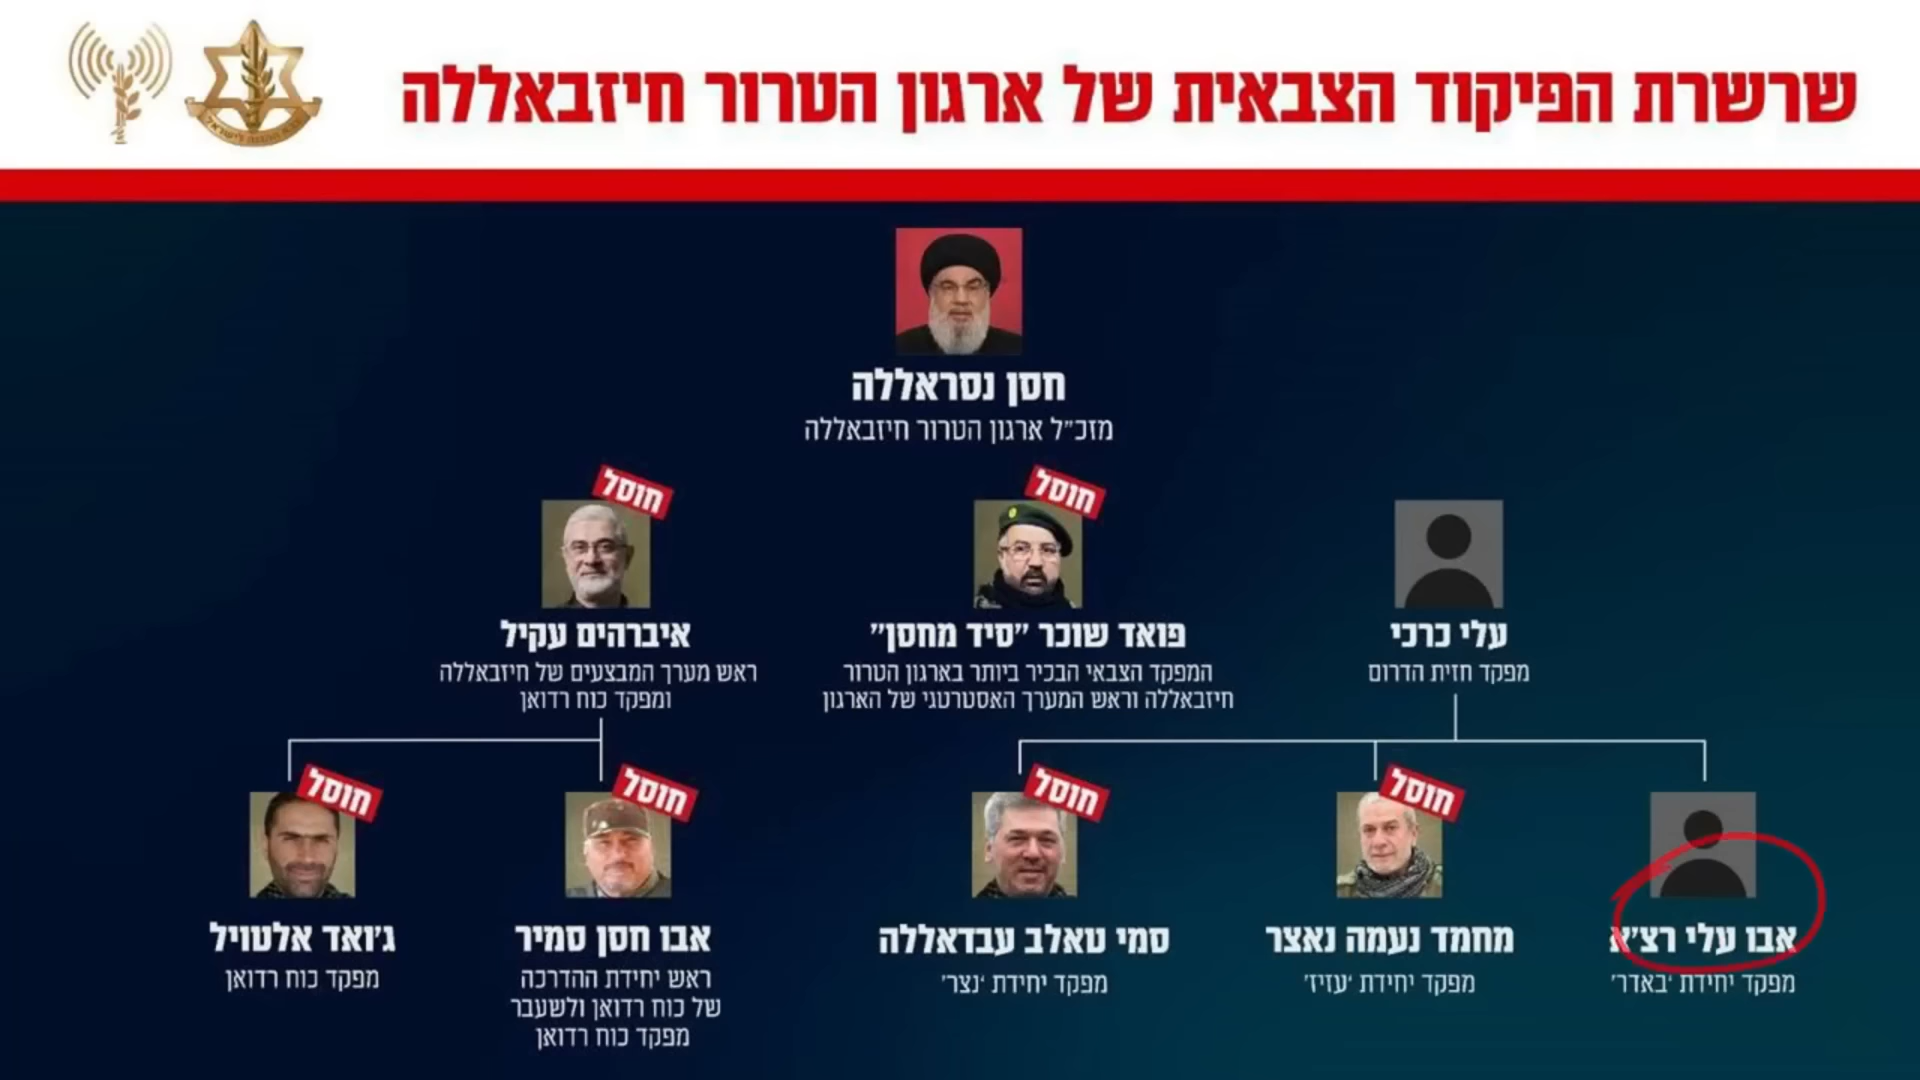 שרשרת הפיקוד הצבאית של ארגון הטרור חיזבאללה
צבא ההגנה לישראל
חסן נסראללה
מזכ"ל ארגון הטרור חיזבאללה
עלי כרכי
מפקד חזית הדרום
חוסל
פואד שוכר "סיד מחסן"
המפקד הצבאי הבכיר ביותר בארגון הטרור
חיזבאללה וראש המערך האסטרטגי של הארגון
חוסל
איברהים עקיל
ראש מערך המבצעים של חיזבאללה
ומפקד כוח רדואן
אבו עלי רצ'א
מפקד יחידת 'באדר'
חוסל
מחמד נעמה נאצר
מפקד יחידת 'עזיז'
חוסל
סמי טאלב עבדאללה
מפקד יחידת 'נצר'
חוסל
אבו חסן סמיר
ראש יחידת ההדרכה
של כוח רדואן ולשעבר
מפקד כוח רדואן
חוסל
ג'ואד אלטויל
מפקד כוח רדואן